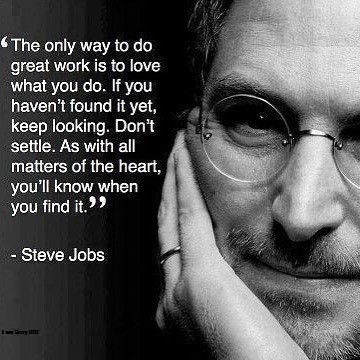 “The only way to do
great work is to love
what you do. If you
haven’t found it yet,
keep looking. Don’t
settle. As with all
matters of the heart,
you’ll know when
you find it.”
- Steve Jobs